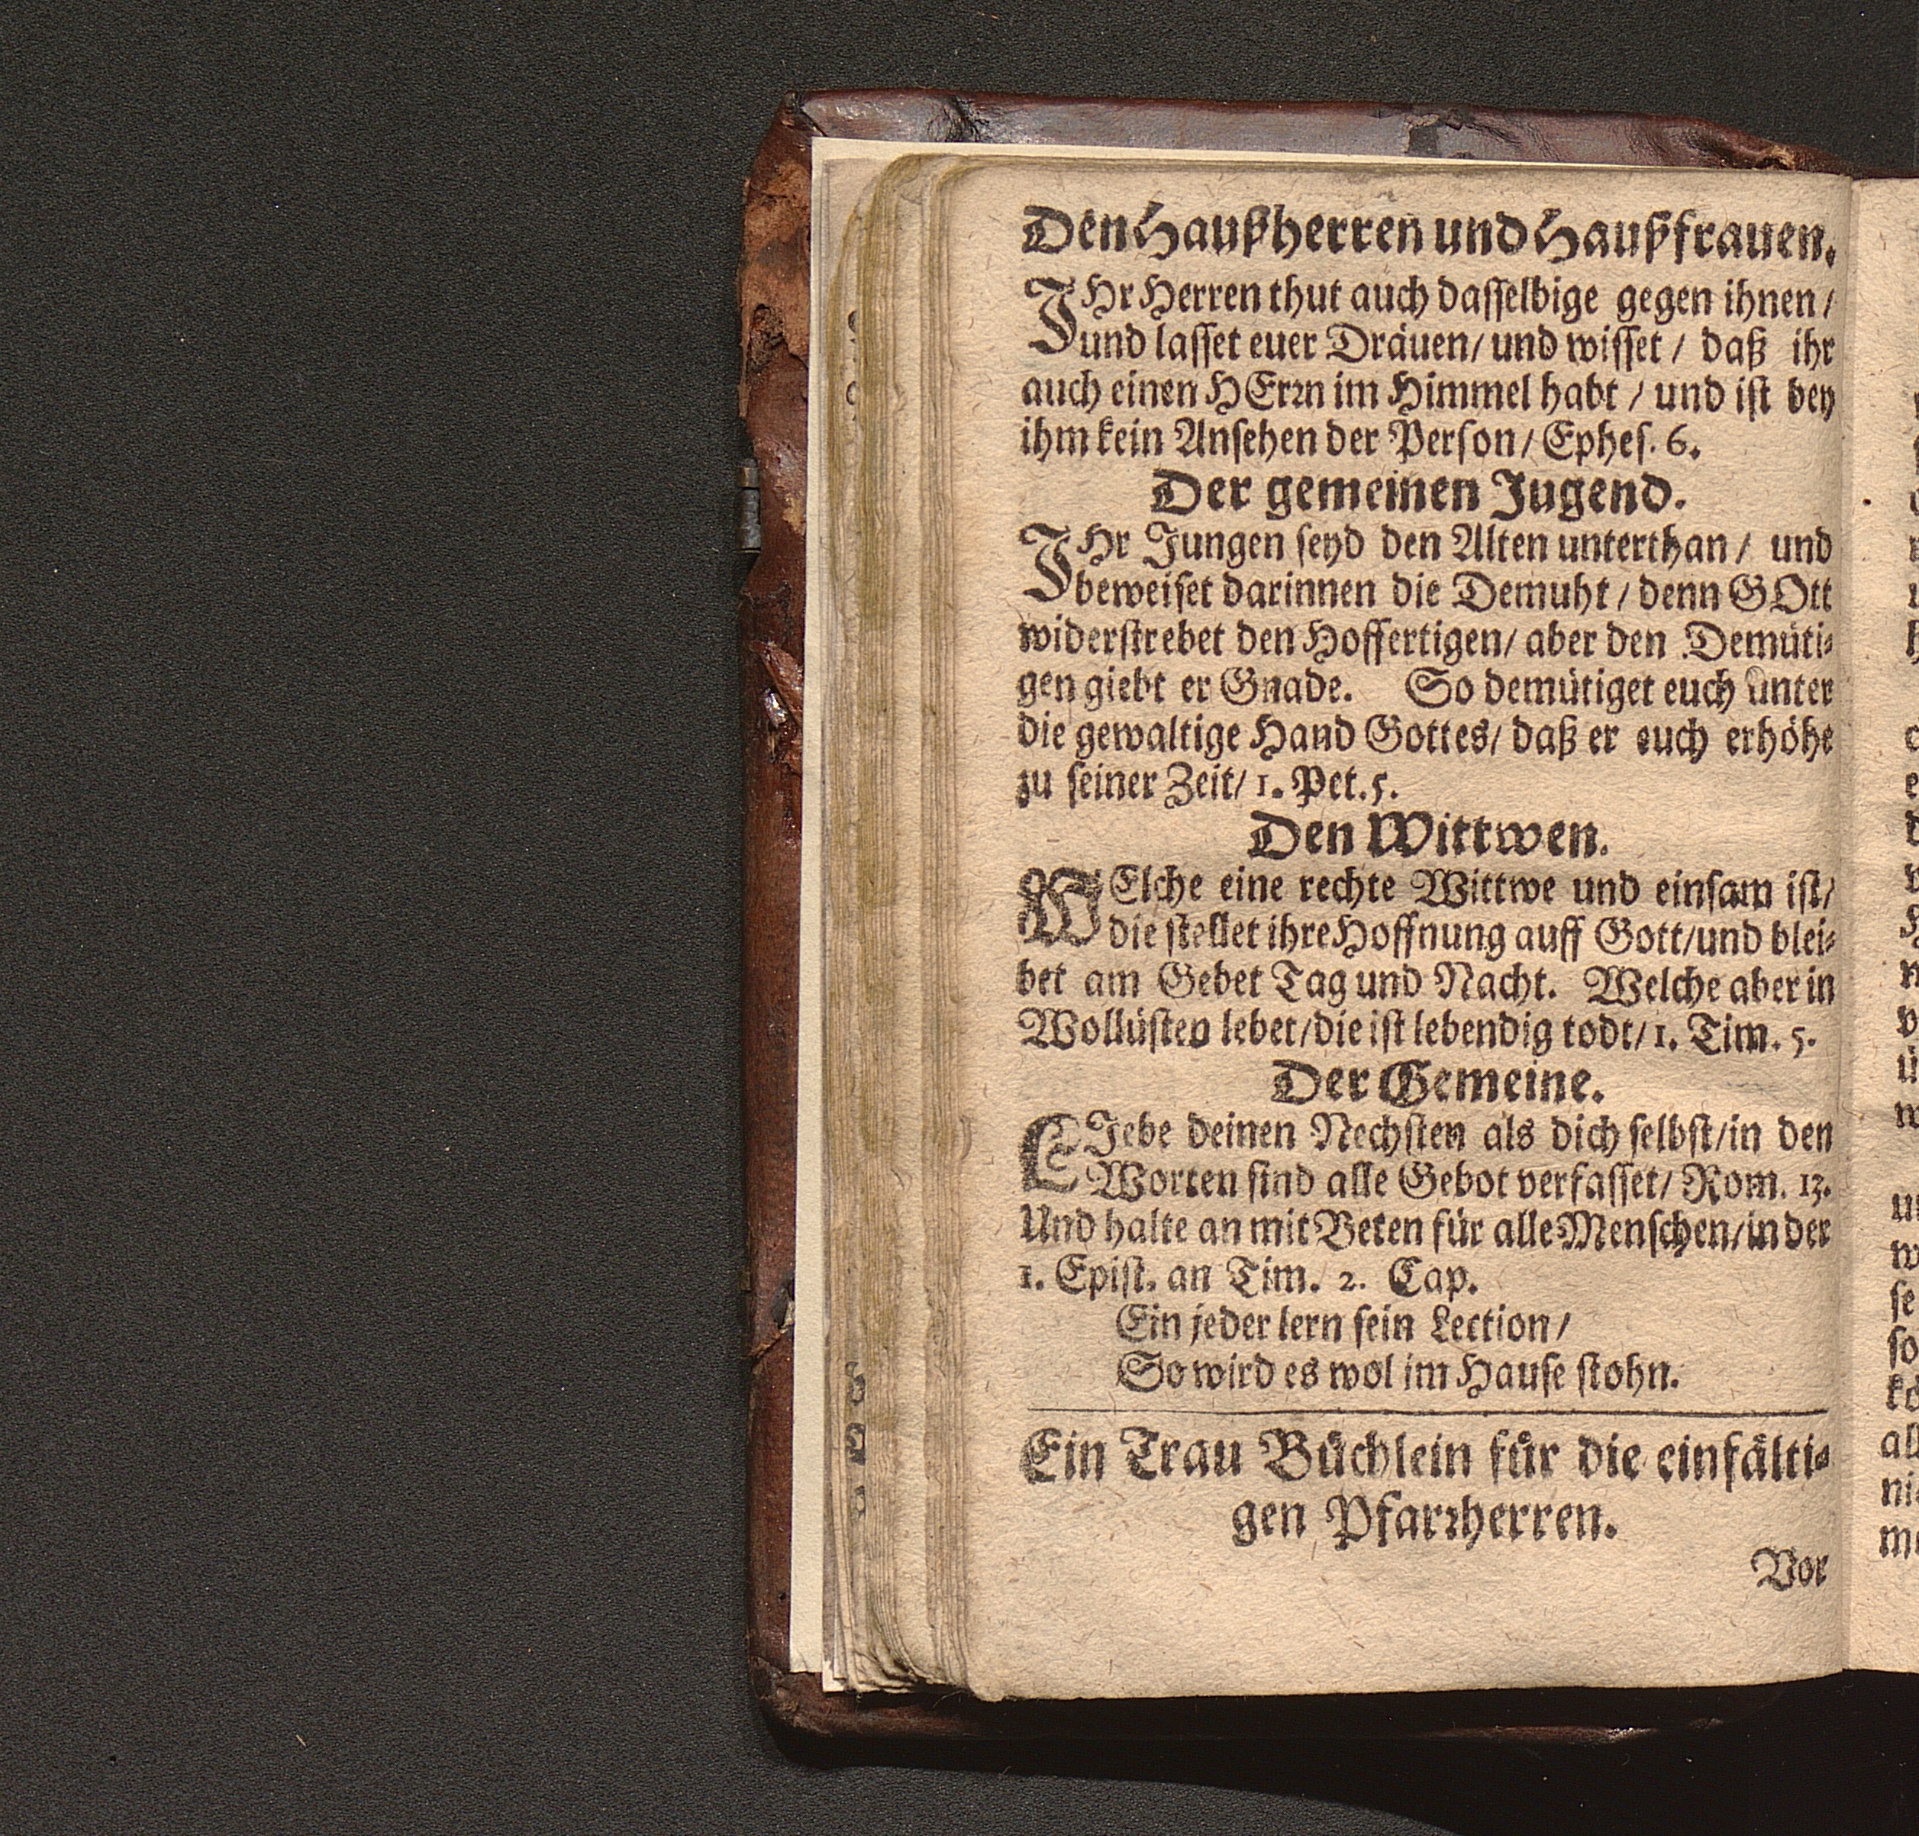 Den Haußherren und Haußfrauen.
IHr Herren thut auch dasselbige gegen ihnen/
und lasset euer Dräuen/ und wisset/ daß ihr
auch einen HErrn im Himmel habt/ und ist bey
ihm kein Ansehen der Person/ Ephes. 6.
Der gemeinen Jugend.
IHr Jungen seyd den Alten unterthan/ und
beweiset darinnen die Demuht/ denn GOtt
widerstrebet den Hoffertigen/ aber den Demüti-
gen giebt er Gnade. So demütiget euch unter
die gewaltige Hand Gottes/ daß er euch erhöhe
zu seiner Zeit/ 1. Pet. 5.
Den Wittwen.
WElche eine rechte Wittwe und einsam ist/
die stellet ihre Hoffnung auff Gott/ und blei-
bet am Gebet Tag und Nacht. Welche aber in
Wollüsten lebet/ die ist lebendig todt/ 1. Tim. 5.
Der Gemeine.
LJebe deinen Nechsten als dich selbst/ in den
Worten sind alle Gebot verfasset/ Rom. 13.
Und halte an mit Beten für alle Menschen/ in der
1. Epist. an Tim. 2. Cap.
Ein jeder lern sein Lection/
So wird es wol im Hause stohn.
Ein Trau Büchlein für die einfälti-
gen Pfarrherren.
Vor